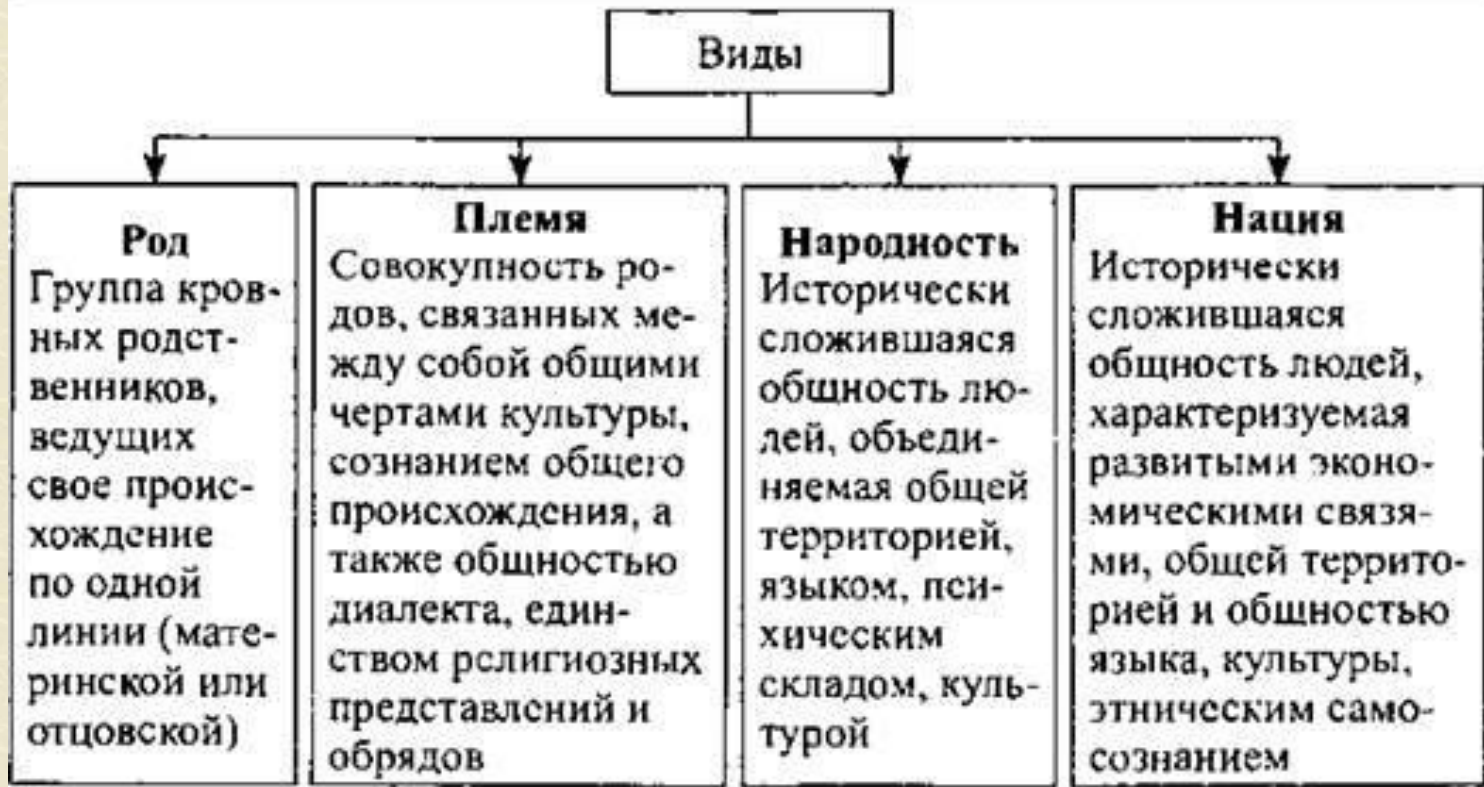 Виды
Род
Группа кров-
ных родст-
венников,
ведущих
свое проис-
хождение
по одной
линии (мате-
ринской или
отцовской)
Племя
Совокупность ро-
дов, связанных ме-
жду собой общими
чертами культуры,
сознанием общего
происхождения, а
также общностью
диалекта, един-
ством религиозных
представлений и
обрядов
Народность
Исторически
сложившаяся
общность лю-
дей, объеди-
няемая общей
территорией,
языком, пси-
хическим
складом, куль-
турой
Нация
Исторически
сложившаяся
общность людей,
характеризуемая
развитыми эконо-
мическими связя-
ми, общей террито-
рией и общностью
языка, культуры,
этническим само-
сознанием